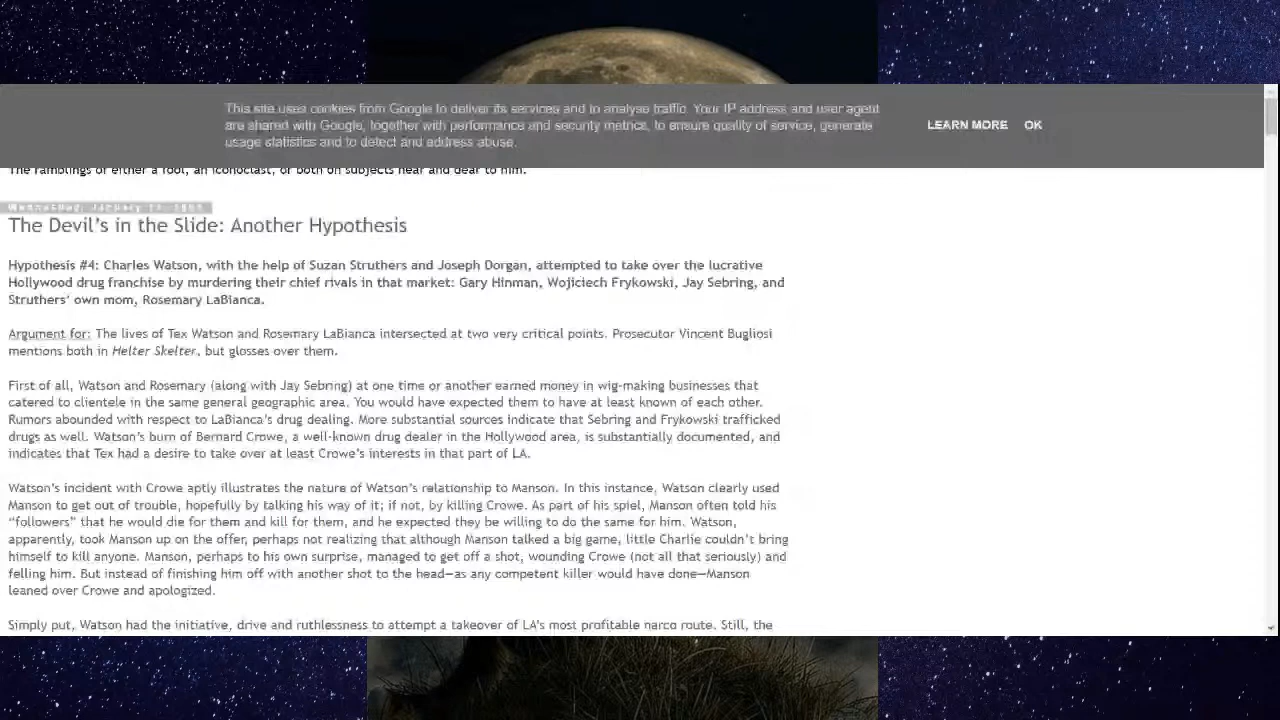 This site uses cookies from Google to deliver its services and to analyse traffic. Your IP address and user agent
are shared with Google, together with performance and security metrics, to ensure quality of service, generate
usage statistics and to detect and address abuse.
LEARN MORE OK
The ramblings of either a fool, an iconoclast, or both on subjects near and dear to him.
Wednesday, January
The Devil's in the Slide: Another Hypothesis
Hypothesis #4: Charles Watson, with the help of Suzan Struthers and Joseph Dorgan, attempted to take over the lucrative
Hollywood drug franchise by murdering their chief rivals in that market: Gary Hinman, Wojiciech Frykowski, Jay Sebring, and
Struthers' own mom, Rosemary LaBianca.
Argument for: The lives of Tex Watson and Rosemary LaBianca intersected at two very critical points. Prosecutor Vincent Bugliosi
mentions both in Helter Skelter, but glosses over them.
First of all, Watson and Rosemary (along with Jay Sebring) at one time or another earned money in wig-making businesses that
catered to clientele in the same general geographic area. You would have expected them to have at least known of each other.
Rumors abounded with respect to LaBianca's drug dealing. More substantial sources indicate that Sebring and Frykowski trafficked
drugs as well. Watson's burn of Bernard Crowe, a well-known drug dealer in the Hollywood area, is substantially documented, and
indicates that Tex had a desire to take over at least Crowe's interests in that part of LA.
Watson's incident with Crowe aptly illustrates the nature of Watson's relationship to Manson. In this instance, Watson clearly used
Manson to get out of trouble, hopefully by talking his way of it; if not, by killing Crowe. As part of his spiel, Manson often told his
“followers” that he would die for them and kill for them, and he expected they be willing to do the same for him. Watson,
apparently, took Manson up on the offer, perhaps not realizing that although Manson talked a big game, little Charlie couldn't bring
himself to kill anyone. Manson, perhaps to his own surprise, managed to get off a shot, wounding Crowe (not all that seriously) and
felling him. But instead of finishing him off with another shot to the head—as any competent killer would have done—Manson
leaned over Crowe and apologized.
Simply put, Watson had the initiative, drive and ruthlessness to attempt a takeover of LA's most profitable narco route. Still, the